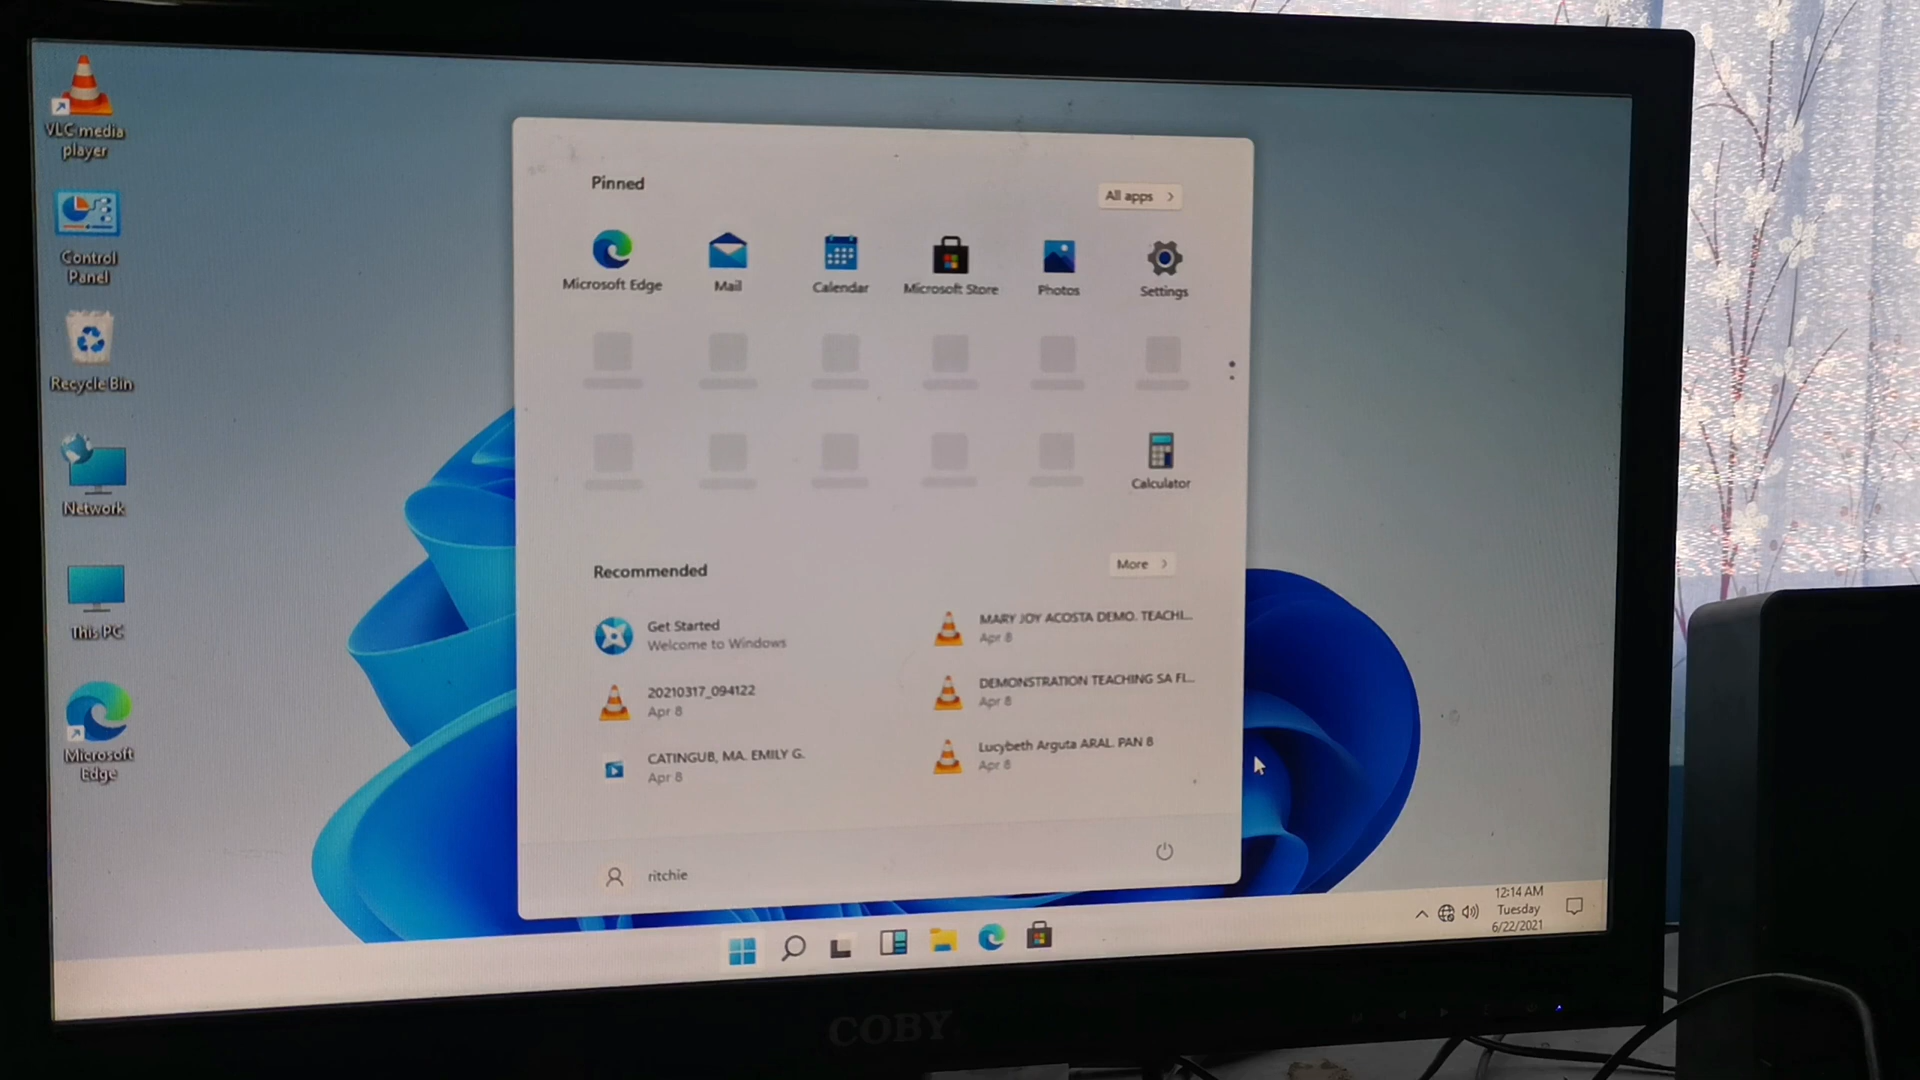 VLC media
player
Control
Panel
Recycle Bin
Network
This PC
Microsoft
Edge
Pinned
All apps >
Microsoft Edge
Mail
Calendar
Microsoft Store
Photos
Settings
Calculator
Recommended
More >
Get Started
Welcome to Windows
MARY JOY ACOSTA DEMO. TEACHI...
Apr 8
20210317_094122
Apr 8
DEMONSTRATION TEACHING SA FI...
Apr 8
CATINGUB, MA. EMILY G.
Apr 8
Lucybeth Arguta ARAL. PAN 8
Apr 8
ritchie
12:14 AM
Tuesday
6/22/2021
COBY